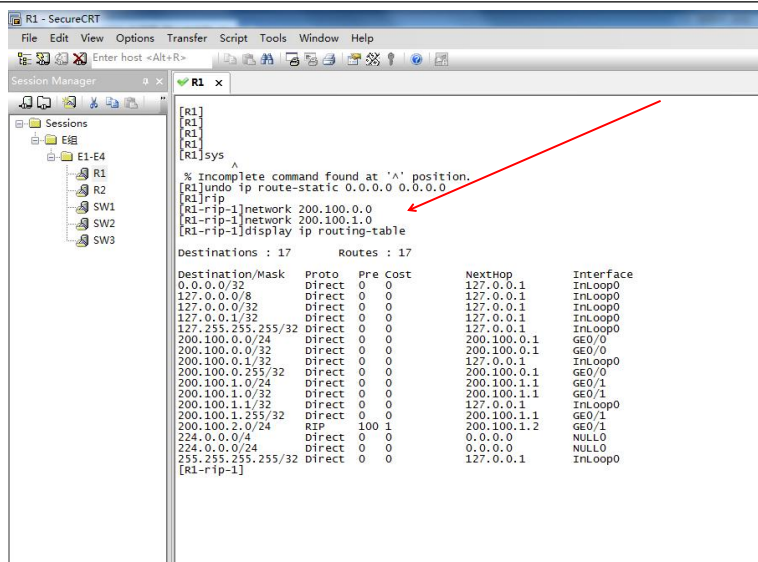 R1 - SecureCRT
File Edit View Options Transfer Script Tools Window Help
Enter host <Alt+R>
Session Manager
R1
Sessions
E组
E1-E4
R1
R2
SW1
SW2
SW3
[R1]
[R1]
[R1]
[R1]
[R1]sys
^
% Incomplete command found at '^' position.
[R1]undo ip route-static 0.0.0.0 0.0.0.0
[R1]rip
[R1-rip-1]network 200.100.0.0
[R1-rip-1]network 200.100.1.0
[R1-rip-1]display ip routing-table
Destinations : 17 Routes : 17
Destination/Mask Proto Pre Cost NextHop Interface
0.0.0.0/32 Direct 0 0 127.0.0.1 InLoop0
127.0.0.0/8 Direct 0 0 127.0.0.1 InLoop0
127.0.0.0/32 Direct 0 0 127.0.0.1 InLoop0
127.0.0.1/32 Direct 0 0 127.0.0.1 InLoop0
127.255.255.255/32 Direct 0 0 127.0.0.1 InLoop0
200.100.0.0/24 Direct 0 0 200.100.0.1 GE0/0
200.100.0.0/32 Direct 0 0 200.100.0.1 GE0/0
200.100.0.1/32 Direct 0 0 127.0.0.1 InLoop0
200.100.0.255/32 Direct 0 0 200.100.0.1 GE0/0
200.100.1.0/24 Direct 0 0 200.100.1.1 GE0/1
200.100.1.0/32 Direct 0 0 200.100.1.1 GE0/1
200.100.1.1/32 Direct 0 0 127.0.0.1 InLoop0
200.100.1.255/32 Direct 0 0 200.100.1.1 GE0/1
200.100.2.0/24 RIP 100 1 200.100.1.2 GE0/1
224.0.0.0/4 Direct 0 0 0.0.0.0 NULL0
224.0.0.0/24 Direct 0 0 0.0.0.0 NULL0
255.255.255.255/32 Direct 0 0 127.0.0.1 InLoop0
[R1-rip-1]